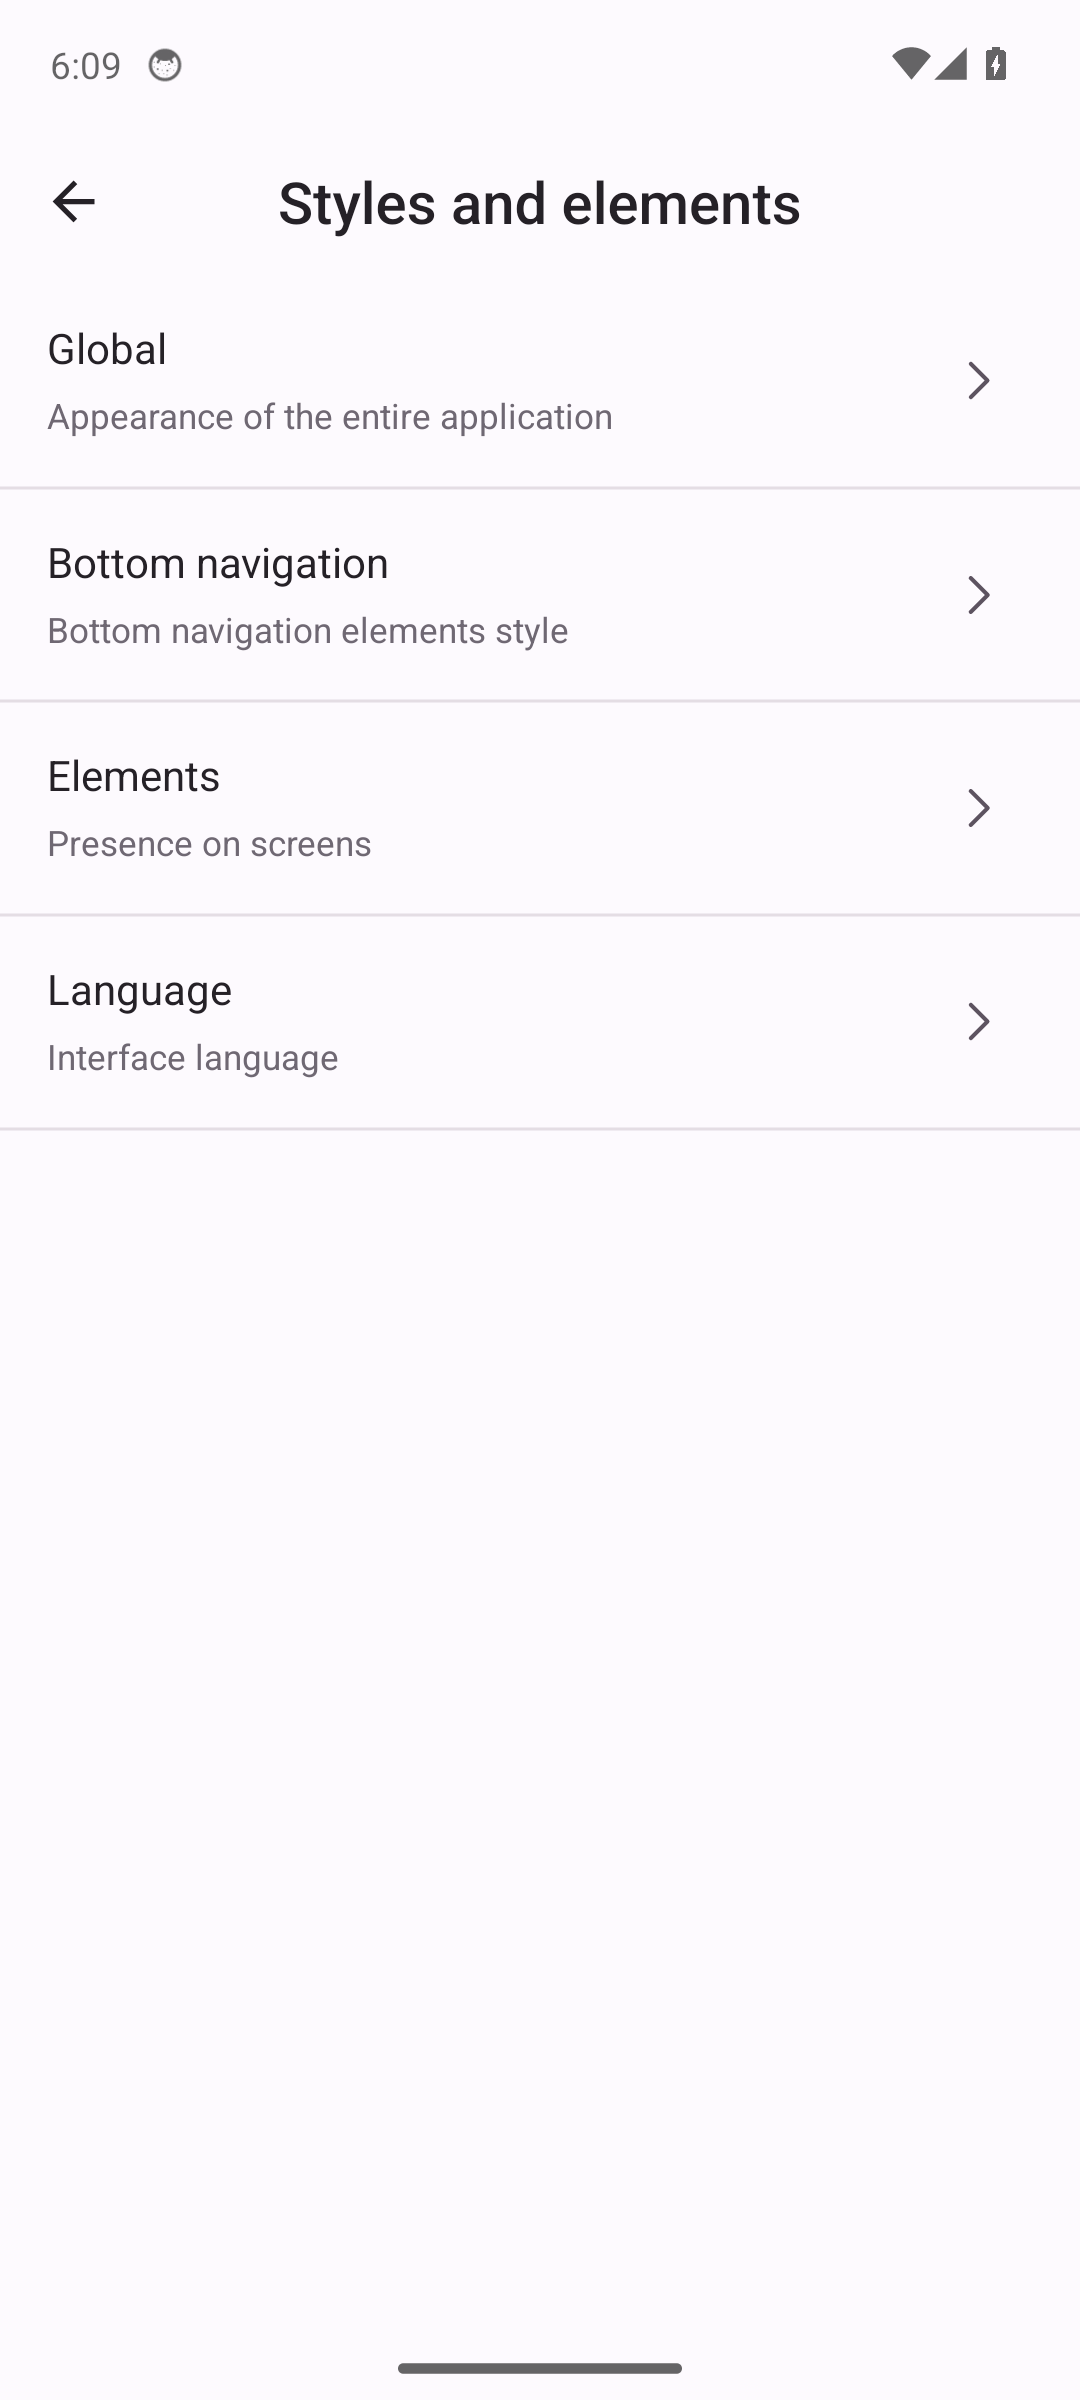 6:09
Styles and elements
Global
Appearance of the entire application
Bottom navigation
Bottom navigation elements style
Elements
Presence on screens
Language
Interface language